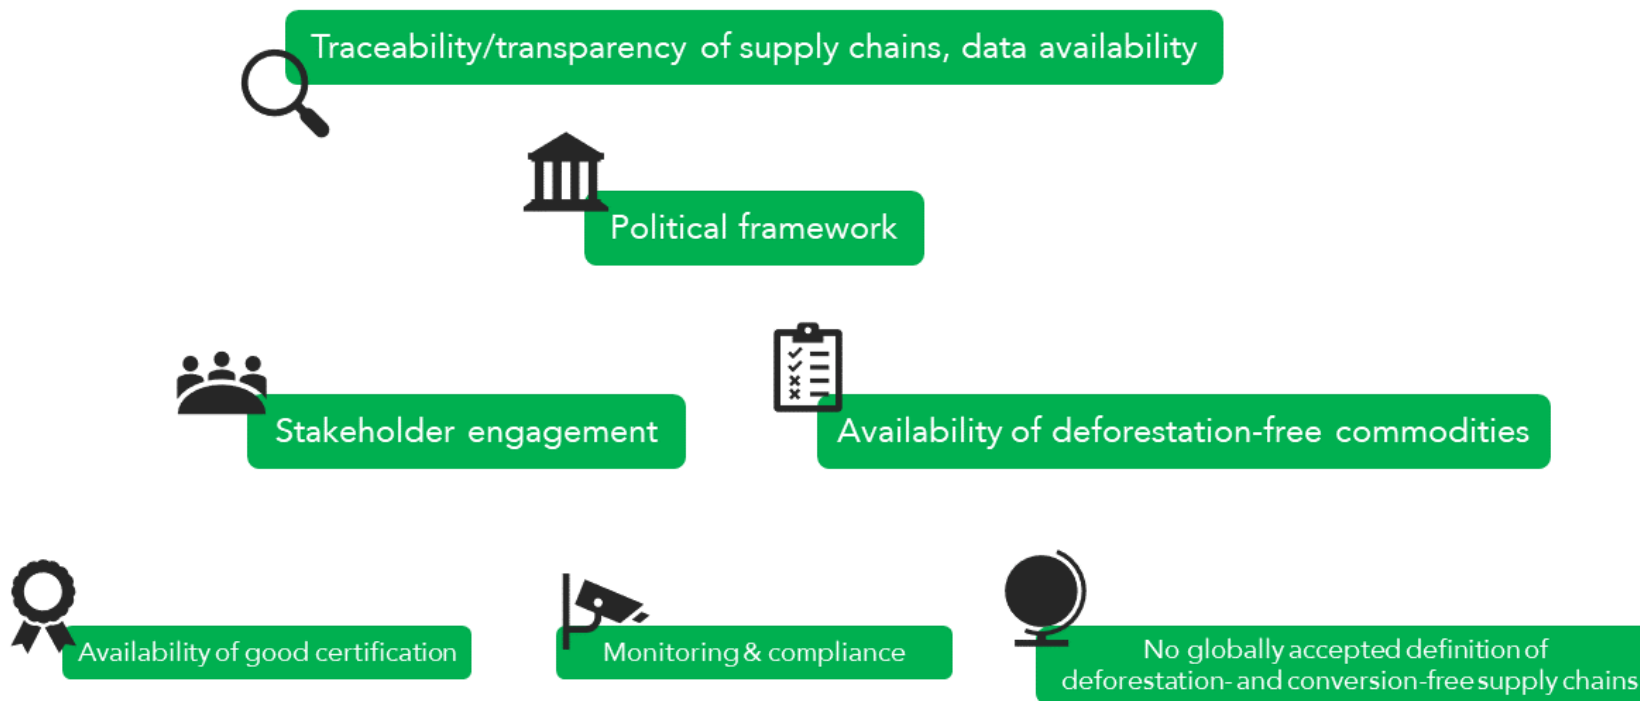 Traceability/transparency of supply chains, data availability
Political framework
Stakeholder engagement
Availability of deforestation-free commodities
Availability of good certification
Monitoring & compliance
No globally accepted definition of
deforestation- and conversion-free supply chains